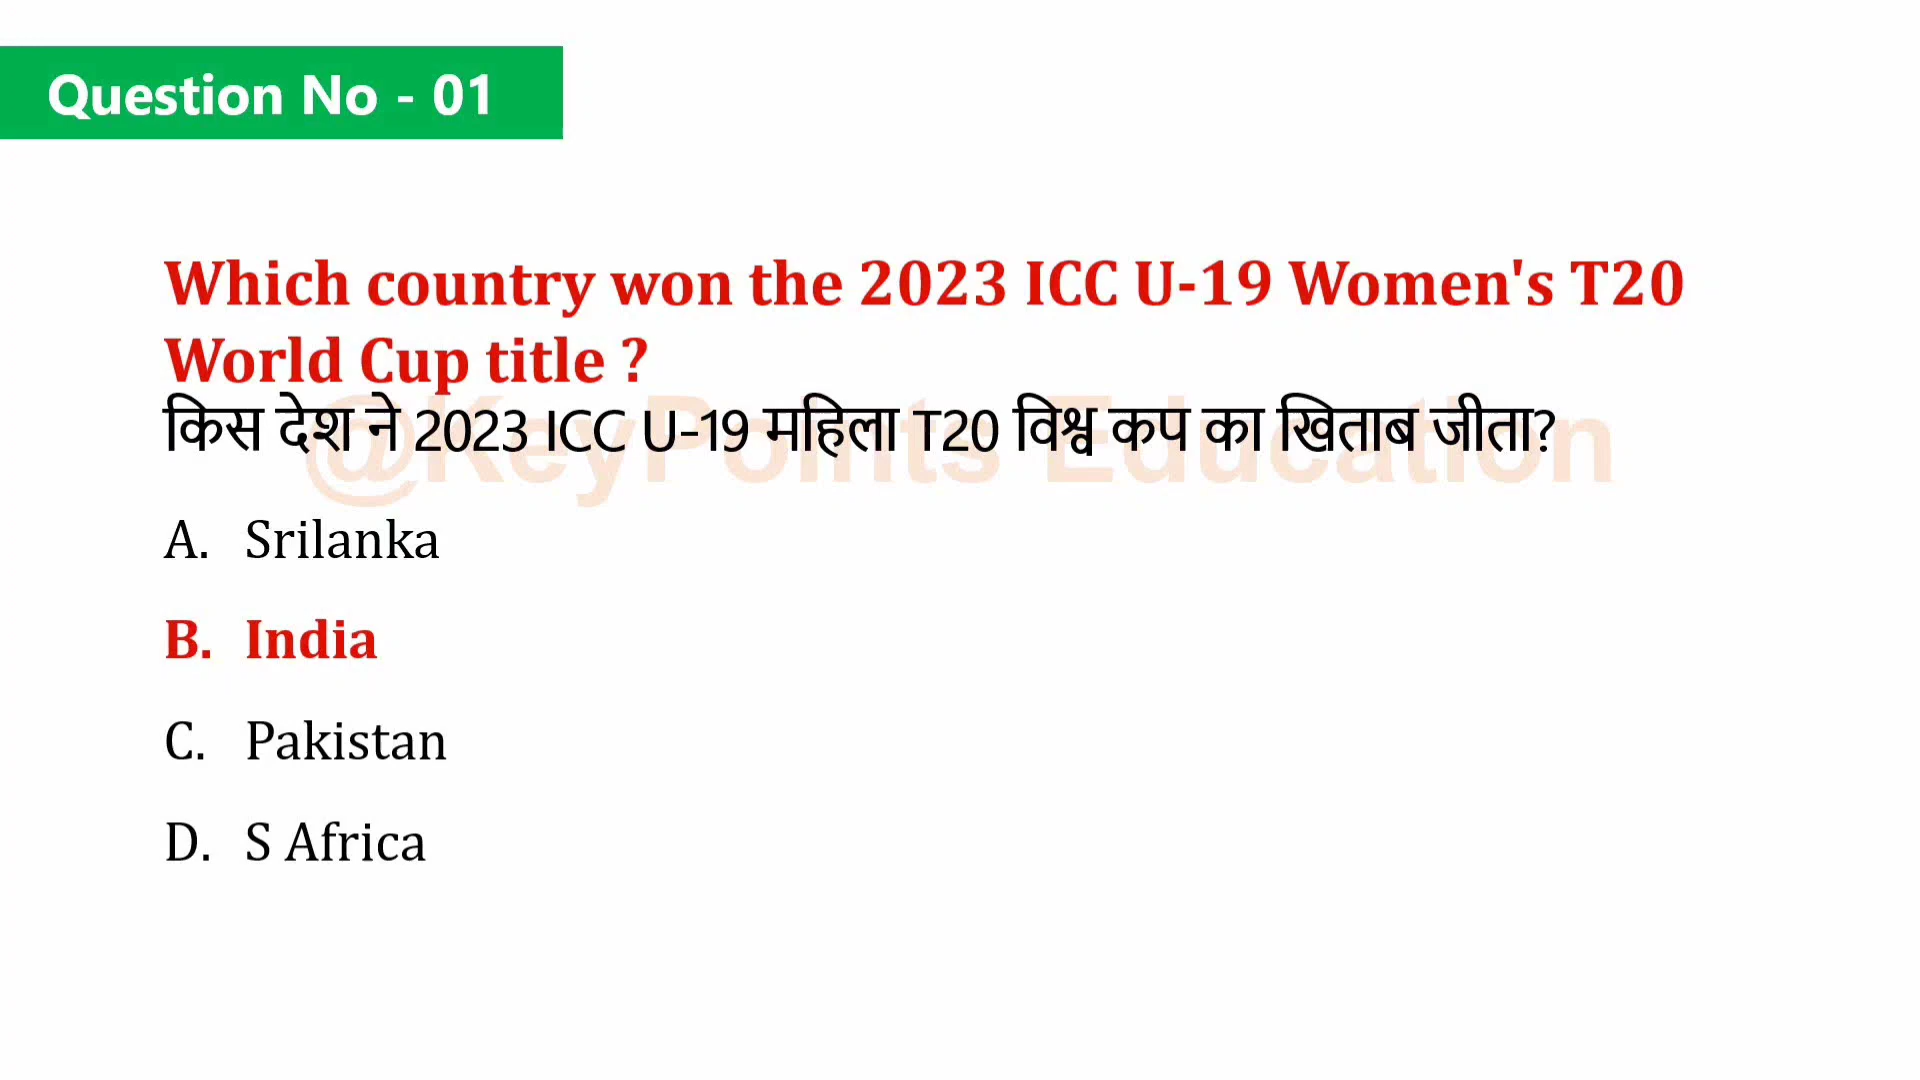 Question No - 01
Which country won the 2023 ICC U-19 Women's T20
World Cup title ?
किस देश ने 2023 ICC U-19 महिला T20 विश्व कप का खिताब जीता?
@KeyPoints Education
A. Srilanka
B. India
C. Pakistan
D. S Africa